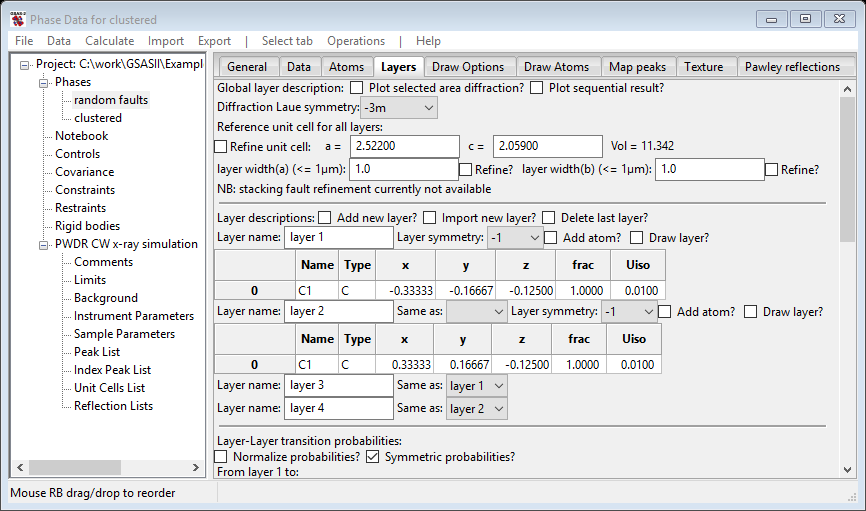 Phase Data for clustered
File Data Calculate Import Export | Select tab Operations | Help
Project: C:\work\GSASII\Exampl
Phases
random faults
clustered
Notebook
Controls
Covariance
Constraints
Restraints
Rigid bodies
PWDR CW x-ray simulation
Comments
Limits
Background
Instrument Parameters
Sample Parameters
Peak List
Index Peak List
Unit Cells List
Reflection Lists
General Data Atoms Layers Draw Options Draw Atoms Map peaks Texture Pawley reflections
Global layer description: Plot selected area diffraction? Plot sequential result?
Diffraction Laue symmetry: -3m
Reference unit cell for all layers:
Refine unit cell: a = 2.52200 c = 2.05900 Vol = 11.342
layer width(a) (<= 1μm): 1.0 Refine? layer width(b) (<= 1μm): 1.0 Refine?
NB: stacking fault refinement currently not available
Layer descriptions: Add new layer? Import new layer? Delete last layer?
Layer name: layer 1 Layer symmetry: -1 Add atom? Draw layer?
Name Type x y z frac Uiso
0 C1 C -0.33333 -0.16667 -0.12500 1.0000 0.0100
Layer name: layer 2 Same as: Layer symmetry: -1 Add atom? Draw layer?
Name Type x y z frac Uiso
0 C1 C 0.33333 0.16667 -0.12500 1.0000 0.0100
Layer name: layer 3 Same as: layer 1
Layer name: layer 4 Same as: layer 2
Layer-Layer transition probabilities:
Normalize probabilities? Symmetric probabilities?
From layer 1 to:
Mouse RB drag/drop to reorder